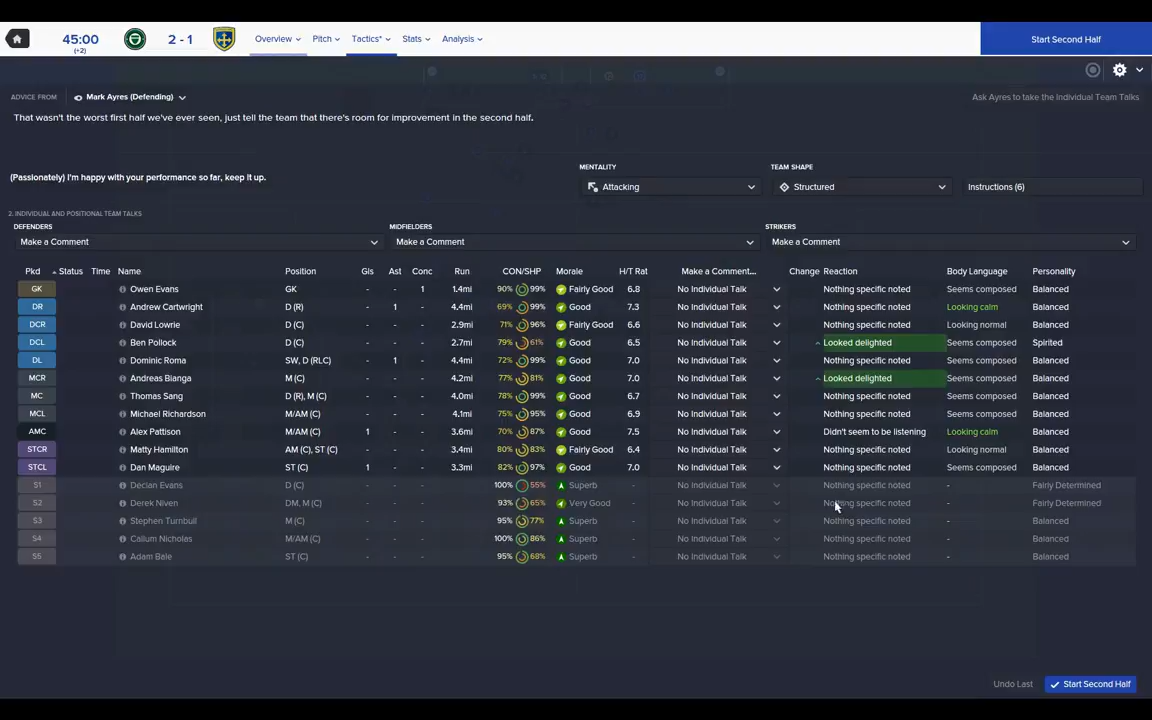 45:00
(+2)
2 - 1
Overview
Pitch
Tactics*
Stats
Analysis
Start Second Half
ADVICE FROM
Mark Ayres (Defending)
Ask Ayres to take the Individual Team Talks
That wasn't the worst first half we've ever seen, just tell the team that there's room for improvement in the second half.
(Passionately) I'm happy with your performance so far, keep it up.
MENTALITY
Attacking
TEAM SHAPE
Structured
Instructions (6)
2. INDIVIDUAL AND POSITIONAL TEAM TALKS
DEFENDERS MIDFIELDERS STRIKERS
Make a Comment Make a Comment Make a Comment
Pkd Status Time Name Position Gls Ast Conc Run CON/SHP Morale H/T Rat Make a Comment... Change Reaction Body Language Personality
GK Owen Evans GK - - 1 1.4mi 90% 99% Fairly Good 6.8 No Individual Talk Nothing specific noted Seems composed Balanced
DR Andrew Cartwright D (R) - 1 - 4.4mi 69% 99% Good 7.3 No Individual Talk Nothing specific noted Looking calm Balanced
DCR David Lowrie D (C) - - - 2.9mi 71% 96% Fairly Good 6.6 No Individual Talk Nothing specific noted Looking normal Balanced
DCL Ben Pollock D (C) - - - 2.7mi 79% 61% Good 6.5 No Individual Talk Looked delighted Seems composed Spirited
DL Dominic Roma SW, D (RLC) - 1 - 4.4mi 72% 99% Good 7.0 No Individual Talk Nothing specific noted Seems composed Balanced
MCR Andreas Bianga M (C) - - - 4.2mi 77% 81% Good 7.0 No Individual Talk Looked delighted Seems composed Balanced
MC Thomas Sang D (R), M (C) - - - 4.0mi 78% 99% Good 6.7 No Individual Talk Nothing specific noted Seems composed Balanced
MCL Michael Richardson M/AM (C) - - - 4.1mi 75% 95% Good 6.9 No Individual Talk Nothing specific noted Seems composed Balanced
AMC Alex Pattison M/AM (C) 1 - - 3.6mi 70% 87% Good 7.5 No Individual Talk Didn't seem to be listening Looking calm Balanced
STCR Matty Hamilton AM (C), ST (C) - - - 3.4mi 80% 83% Fairly Good 6.4 No Individual Talk Nothing specific noted Looking normal Balanced
STCL Dan Maguire ST (C) 1 - - 3.3mi 82% 97% Good 7.0 No Individual Talk Nothing specific noted Seems composed Balanced
S1 Declan Evans D (C) - - - - 100% 55% Superb - No Individual Talk Nothing specific noted - Fairly Determined
S2 Derek Niven DM, M (C) - - - - 93% 65% Very Good - No Individual Talk Nothing specific noted - Fairly Determined
S3 Stephen Turnbull M (C) - - - - 95% 77% Superb - No Individual Talk Nothing specific noted - Balanced
S4 Callum Nicholas M/AM (C) - - - - 100% 86% Superb - No Individual Talk Nothing specific noted - Balanced
S5 Adam Bale ST (C) - - - - 95% 68% Superb - No Individual Talk Nothing specific noted - Balanced
Undo Last
Start Second Half